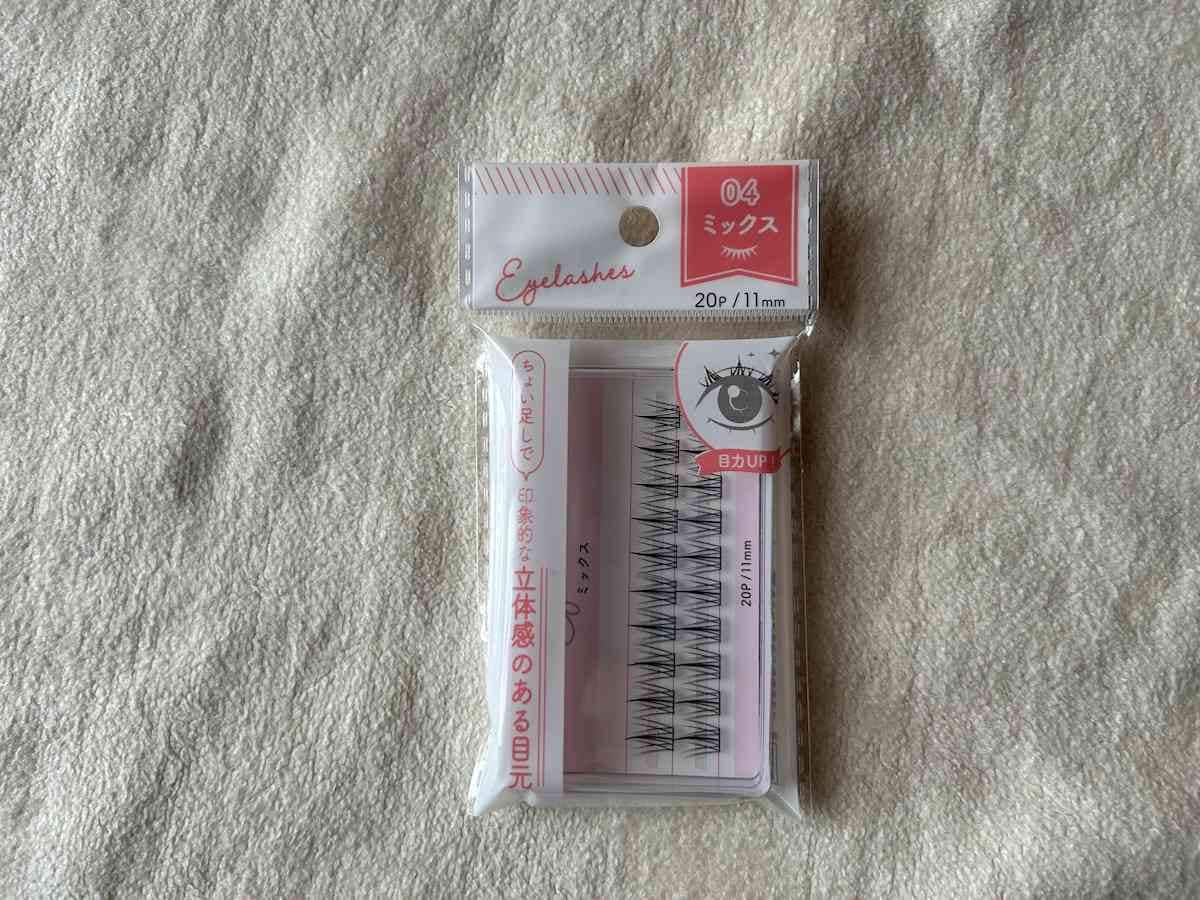 04
ミックス
Eyelashes
20P / 11mm
ちょい足しで
印象的な
立体感のある目元
目力UP!
ミックス
20P / 11mm